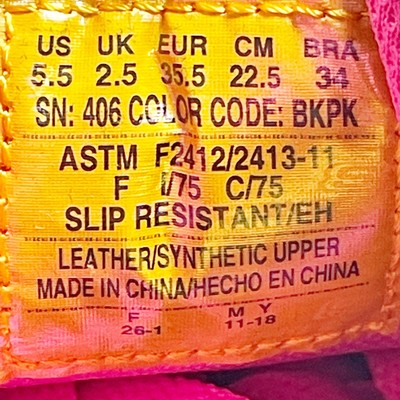 US UK EUR CM BRA
5.5 2.5 35.5 22.5 34
SN: 406 COLOR CODE: BKPK
ASTM F2412/2413-11
F I/75 C/75
SLIP RESISTANT/EH
LEATHER/SYNTHETIC UPPER
MADE IN CHINA/HECHO EN CHINA
F M Y
26-1 11-18